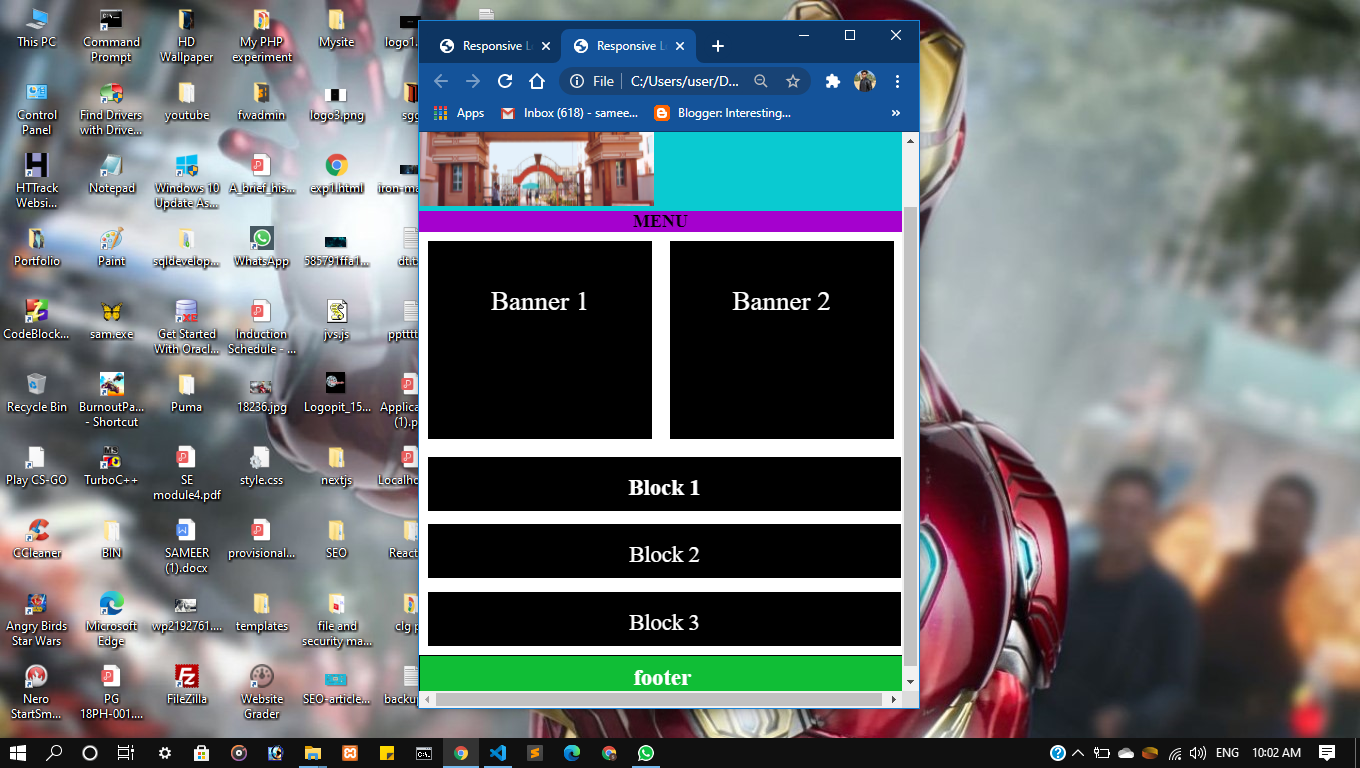 This PC
Command
Prompt
HD
Wallpaper
My PHP
experiment
Mysite
logo1.
Control
Panel
Find Drivers
with Drive...
youtube
fwadmin
logo3.png
sgg
HTTrack
Websi...
Notepad
Windows 10
Update As...
A_brief_his...
exp1.html
iron-ma
Portfolio
Paint
sqldevelop...
WhatsApp
585791ffa1...
dt.t
CodeBlock...
sam.exe
Get Started
With Oracl...
Induction
Schedule - ...
jvs.js
ppttttt
Recycle Bin
BurnoutPa...
- Shortcut
Puma
18236.jpg
Logopit_15...
Applica
(1).p
Play CS-GO
TurboC++
SE
module4.pdf
style.css
nextjs
Localho
CCleaner
BIN
SAMEER
(1).docx
provisional...
SEO
React
Angry Birds
Star Wars
Microsoft
Edge
wp2192761....
templates
file and
security ma...
clg p
Nero
StartSm...
PG
18PH-001....
FileZilla
Website
Grader
SEO-article...
backup
Responsive L
Responsive L
File
C:/Users/user/D...
Apps
Inbox (618) - samee...
Blogger: Interesting...
»
MENU
Banner 1
Banner 2
Block 1
Block 2
Block 3
footer
ENG
10:02 AM